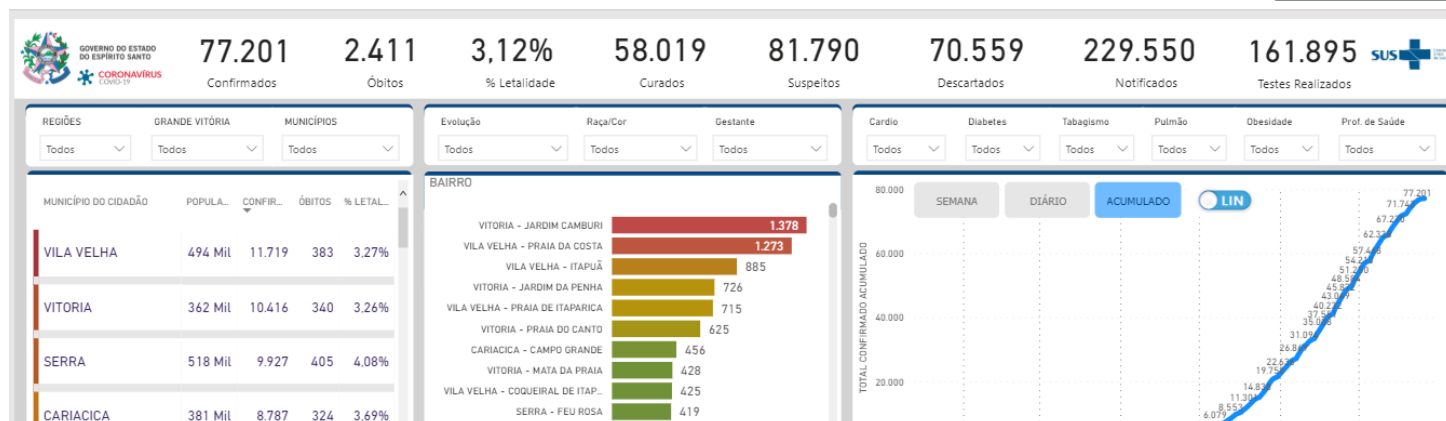 GOVERNO DO ESTADO
DO ESPÍRITO SANTO
CORONAVÍRUS
COVID-19
77.201
Confirmados
2.411
Óbitos
3,12%
% Letalidade
58.019
Curados
81.790
Suspeitos
70.559
Descartados
229.550
Notificados
161.895
Testes Realizados
SUS
REGIÕES
Todos
GRANDE VITÓRIA
Todos
MUNICÍPIOS
Todos
Evolução
Todos
Raça/Cor
Todos
Gestante
Todos
Cardio
Todos
Diabetes
Todos
Tabagismo
Todos
Pulmão
Todos
Obesidade
Todos
Prof. de Saúde
Todos
MUNICÍPIO DO CIDADÃO POPULA... CONFIR... ÓBITOS % LETAL...
VILA VELHA 494 Mil 11.719 383 3,27%
VITORIA 362 Mil 10.416 340 3,26%
SERRA 518 Mil 9.927 405 4,08%
CARIACICA 381 Mil 8.787 324 3,69%
BAIRRO
VITORIA - JARDIM CAMBURI 1.378
VILA VELHA - PRAIA DA COSTA 1.273
VILA VELHA - ITAPUÃ 885
VITORIA - JARDIM DA PENHA 726
VILA VELHA - PRAIA DE ITAPARICA 715
VITORIA - PRAIA DO CANTO 625
CARIACICA - CAMPO GRANDE 456
VITORIA - MATA DA PRAIA 428
VILA VELHA - COQUEIRAL DE ITAP... 425
SERRA - FEU ROSA 419
SEMANA
DIÁRIO
ACUMULADO
LIN
TOTAL CONFIRMADO ACUMULADO
80.000
60.000
40.000
20.000
77.201
6.079